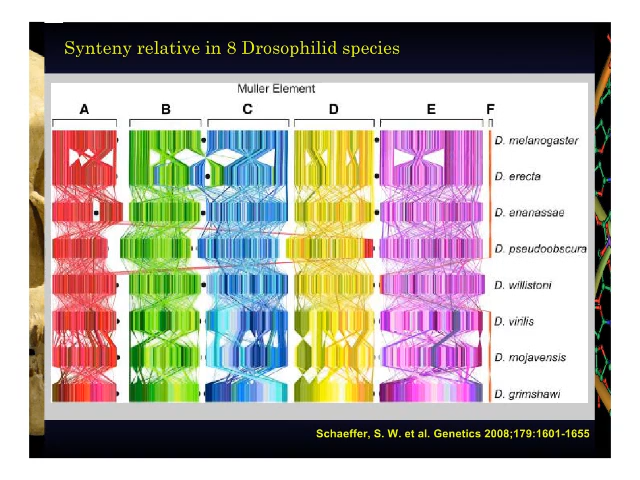 Synteny relative in 8 Drosophilid species
Muller Element
A B C D E F
D. melanogaster
D. erecta
D. ananassae
D. pseudoobscura
D. willistoni
D. virilis
D. mojavensis
D. grimshawi
Schaeffer, S. W. et al. Genetics 2008;179:1601-1655